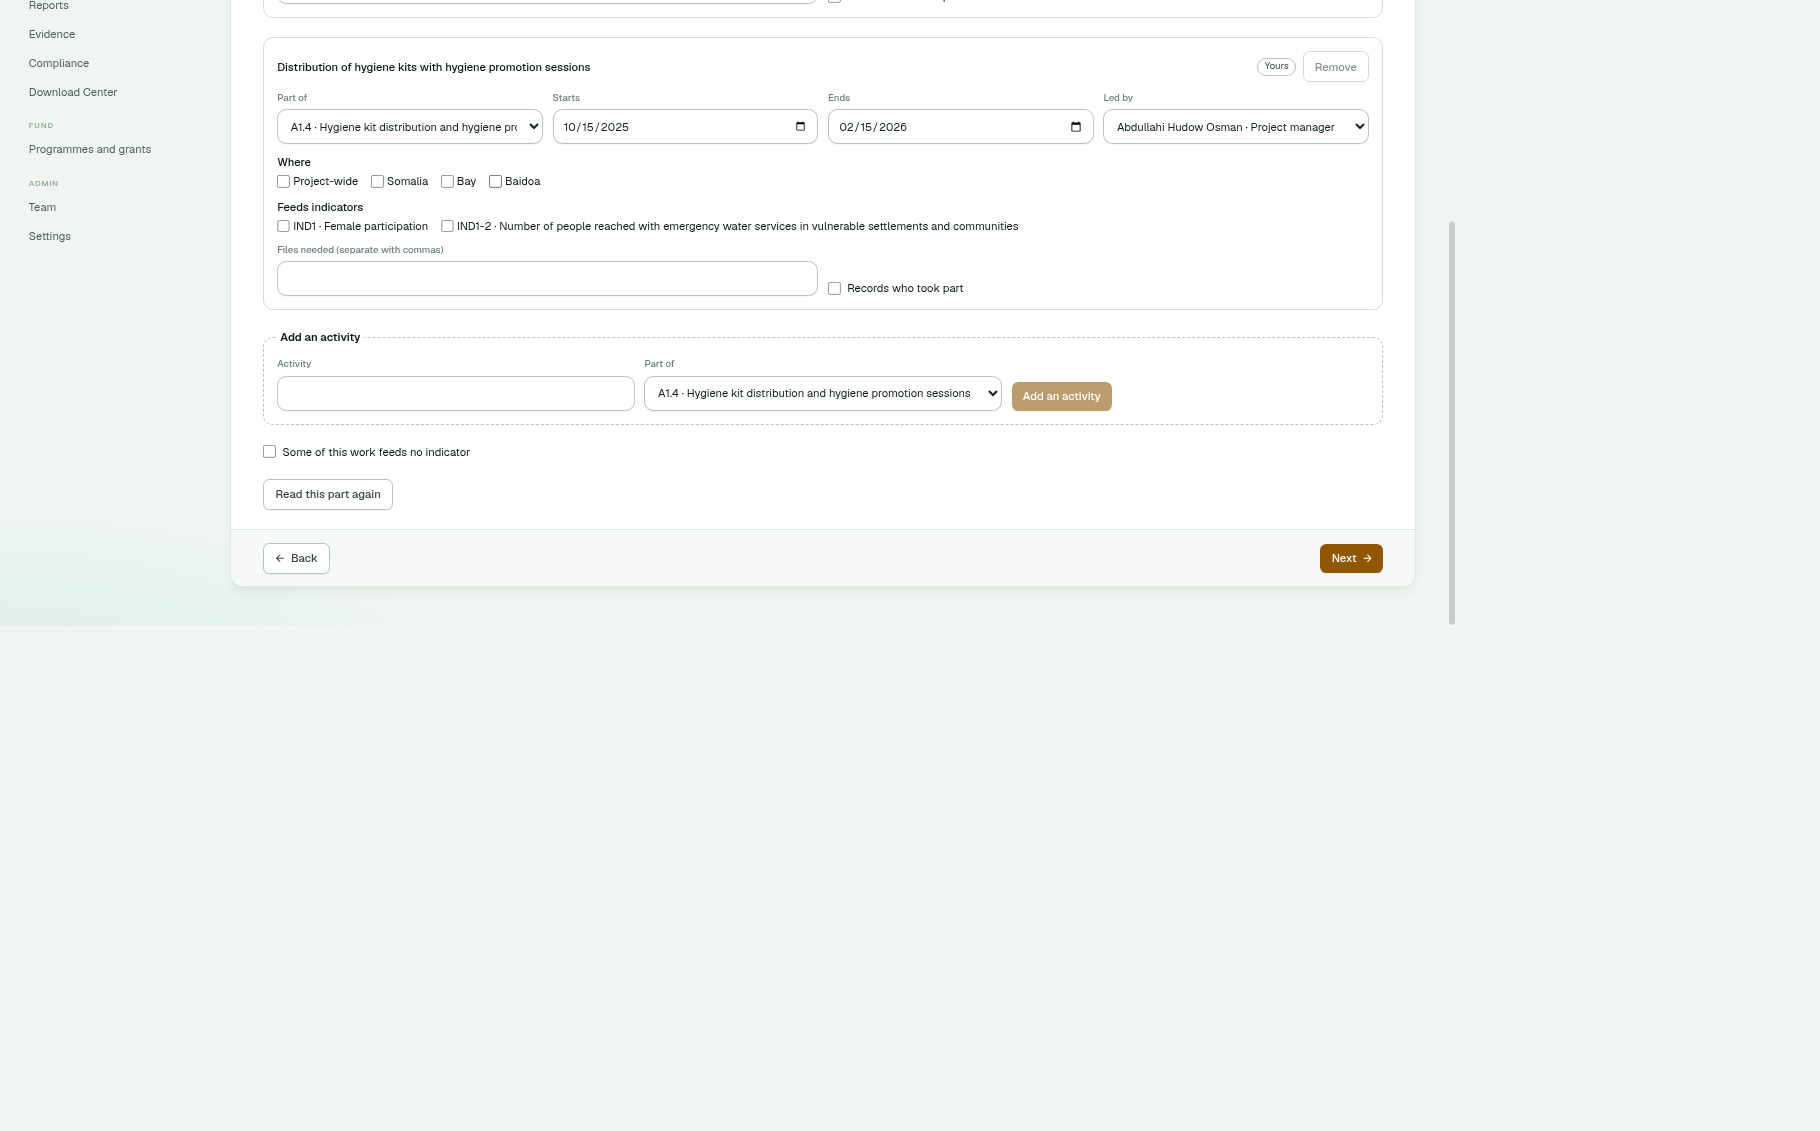 Reports
Evidence
Compliance
Download Center
FUND
Programmes and grants
ADMIN
Team
Settings
Distribution of hygiene kits with hygiene promotion sessions
Yours
Remove
Part of
Starts
Ends
Led by
A1.4 · Hygiene kit distribution and hygiene pro
10/15/2025
02/15/2026
Abdullahi Hudow Osman · Project manager
Where
Project-wide
Somalia
Bay
Baidoa
Feeds indicators
IND1 · Female participation
IND1-2 · Number of people reached with emergency water services in vulnerable settlements and communities
Files needed (separate with commas)
Records who took part
Add an activity
Activity
Part of
A1.4 · Hygiene kit distribution and hygiene promotion sessions
Add an activity
Some of this work feeds no indicator
Read this part again
← Back
Next →